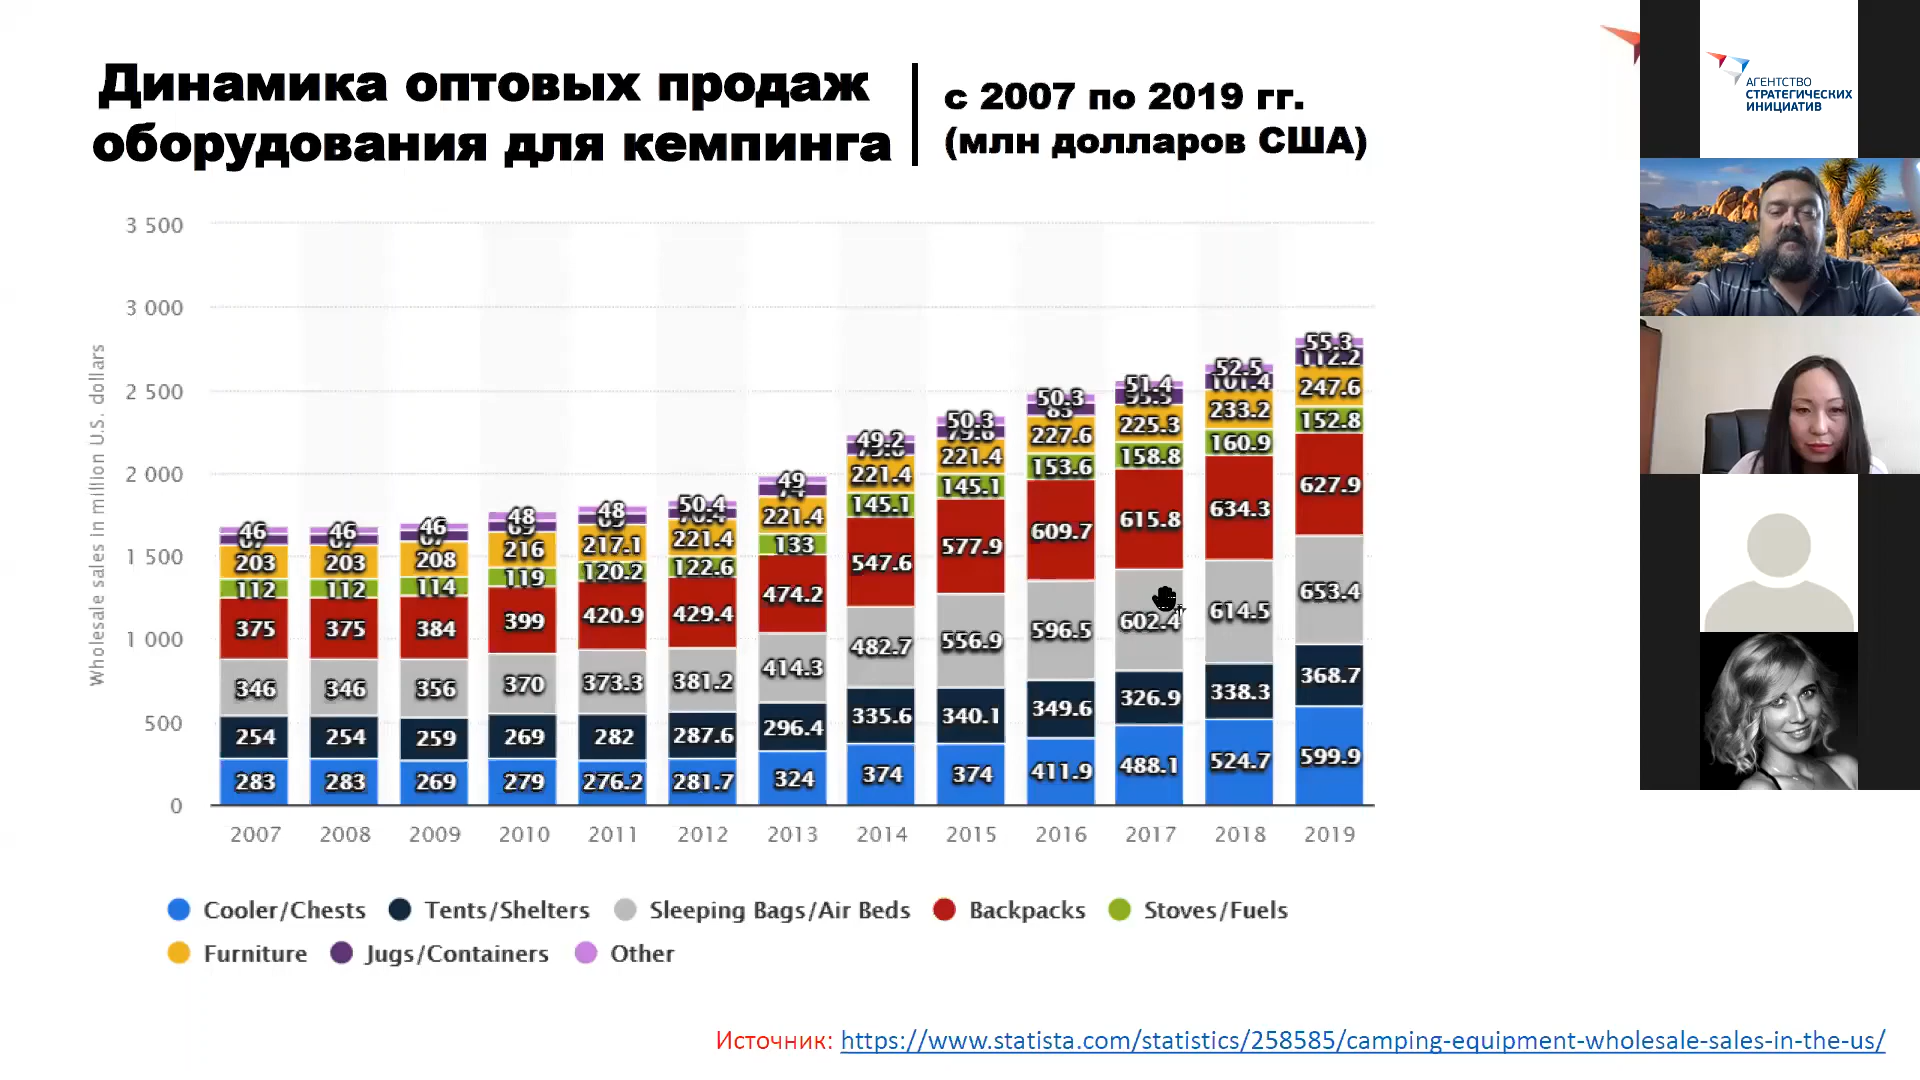 Динамика оптовых продаж
оборудования для кемпинга
с 2007 по 2019 гг.
(млн долларов США)
АГЕНТСТВО
СТРАТЕГИЧЕСКИХ
ИНИЦИАТИВ
Wholesale sales in million U.S. dollars
3 500
3 000
2 500
2 000
1 500
1 000
500
0
46 46 46 48 48 50.4 49 49.2 50.3 50.3 51.4 52.5 55.3
112.2
203 203 208 216 217.1 221.4 221.4 221.4 221.4 227.6 225.3 233.2 247.6
112 112 114 119 120.2 122.6 133 145.1 145.1 153.6 158.8 160.9 152.8
375 375 384 399 420.9 429.4 474.2 547.6 577.9 609.7 615.8 634.3 627.9
346 346 356 370 373.3 381.2 414.3 482.7 556.9 596.5 602.4 614.5 653.4
254 254 259 269 282 287.6 296.4 335.6 340.1 349.6 326.9 338.3 368.7
283 283 269 279 276.2 281.7 324 374 374 411.9 488.1 524.7 599.9
2007 2008 2009 2010 2011 2012 2013 2014 2015 2016 2017 2018 2019
Cooler/Chests Tents/Shelters Sleeping Bags/Air Beds Backpacks Stoves/Fuels
Furniture Jugs/Containers Other
Источник: https://www.statista.com/statistics/258585/camping-equipment-wholesale-sales-in-the-us/